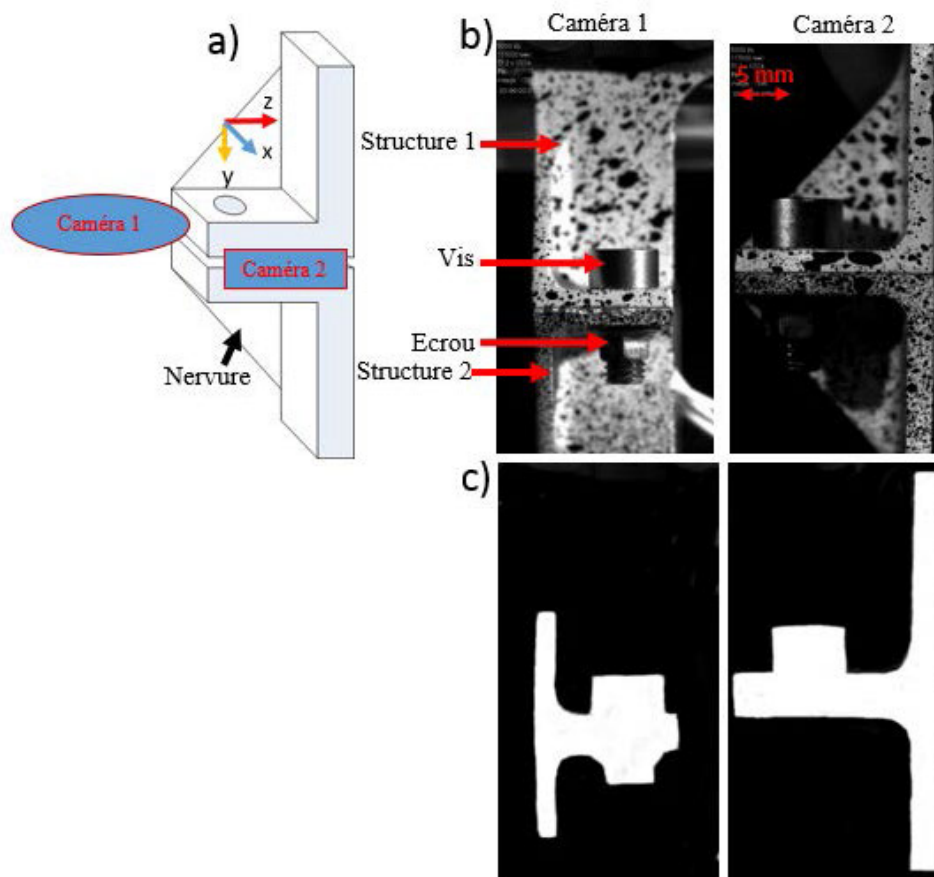 a)
z
x
y
Caméra 1
Caméra 2
Nervure
b)
Caméra 1
Caméra 2
5 mm
Structure 1
Vis
Ecrou
Structure 2
c)